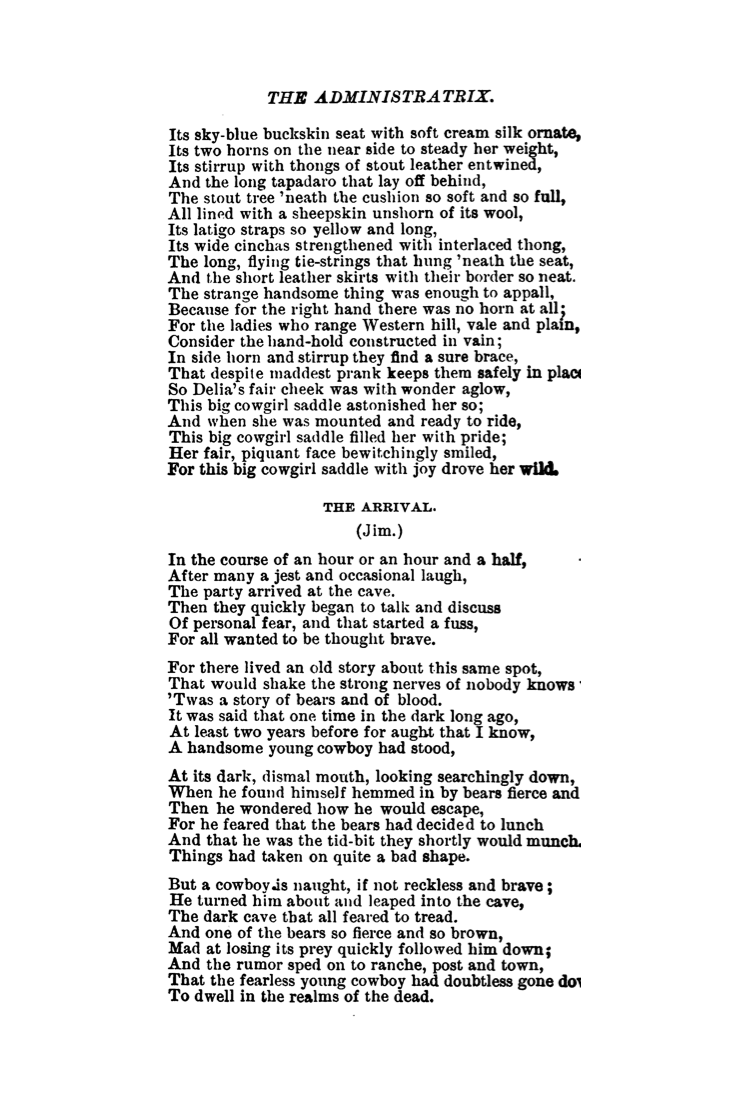 THE ADMINISTRATRIX.
Its sky-blue buckskin seat with soft cream silk ornate,
Its two horns on the near side to steady her weight,
Its stirrup with thongs of stout leather entwined,
And the long tapadaro that lay off behind,
The stout tree 'neath the cushion so soft and so full,
All lined with a sheepskin unshorn of its wool,
Its latigo straps so yellow and long,
Its wide cinchas strengthened with interlaced thong,
The long, flying tie-strings that hung 'neath the seat,
And the short leather skirts with their border so neat.
The strange handsome thing was enough to appall,
Because for the right hand there was no horn at all;
For the ladies who range Western hill, vale and plain,
Consider the hand-hold constructed in vain;
In side horn and stirrup they find a sure brace,
That despite maddest prank keeps them safely in plac
So Delia's fair cheek was with wonder aglow,
This big cowgirl saddle astonished her so;
And when she was mounted and ready to ride,
This big cowgirl saddle filled her with pride;
Her fair, piquant face bewitchingly smiled,
For this big cowgirl saddle with joy drove her wild.
THE ARRIVAL.
(Jim.)
In the course of an hour or an hour and a half,
After many a jest and occasional laugh,
The party arrived at the cave.
Then they quickly began to talk and discuss
Of personal fear, and that started a fuss,
For all wanted to be thought brave.
For there lived an old story about this same spot,
That would shake the strong nerves of nobody knows
'Twas a story of bears and of blood.
It was said that one time in the dark long ago,
At least two years before for aught that I know,
A handsome young cowboy had stood,
At its dark, dismal mouth, looking searchingly down,
When he found himself hemmed in by bears fierce and
Then he wondered how he would escape,
For he feared that the bears had decided to lunch
And that he was the tid-bit they shortly would munch.
Things had taken on quite a bad shape.
But a cowboy is naught, if not reckless and brave;
He turned him about and leaped into the cave,
The dark cave that all feared to tread.
And one of the bears so fierce and so brown,
Mad at losing its prey quickly followed him down;
And the rumor sped on to ranche, post and town,
That the fearless young cowboy had doubtless gone do
To dwell in the realms of the dead.